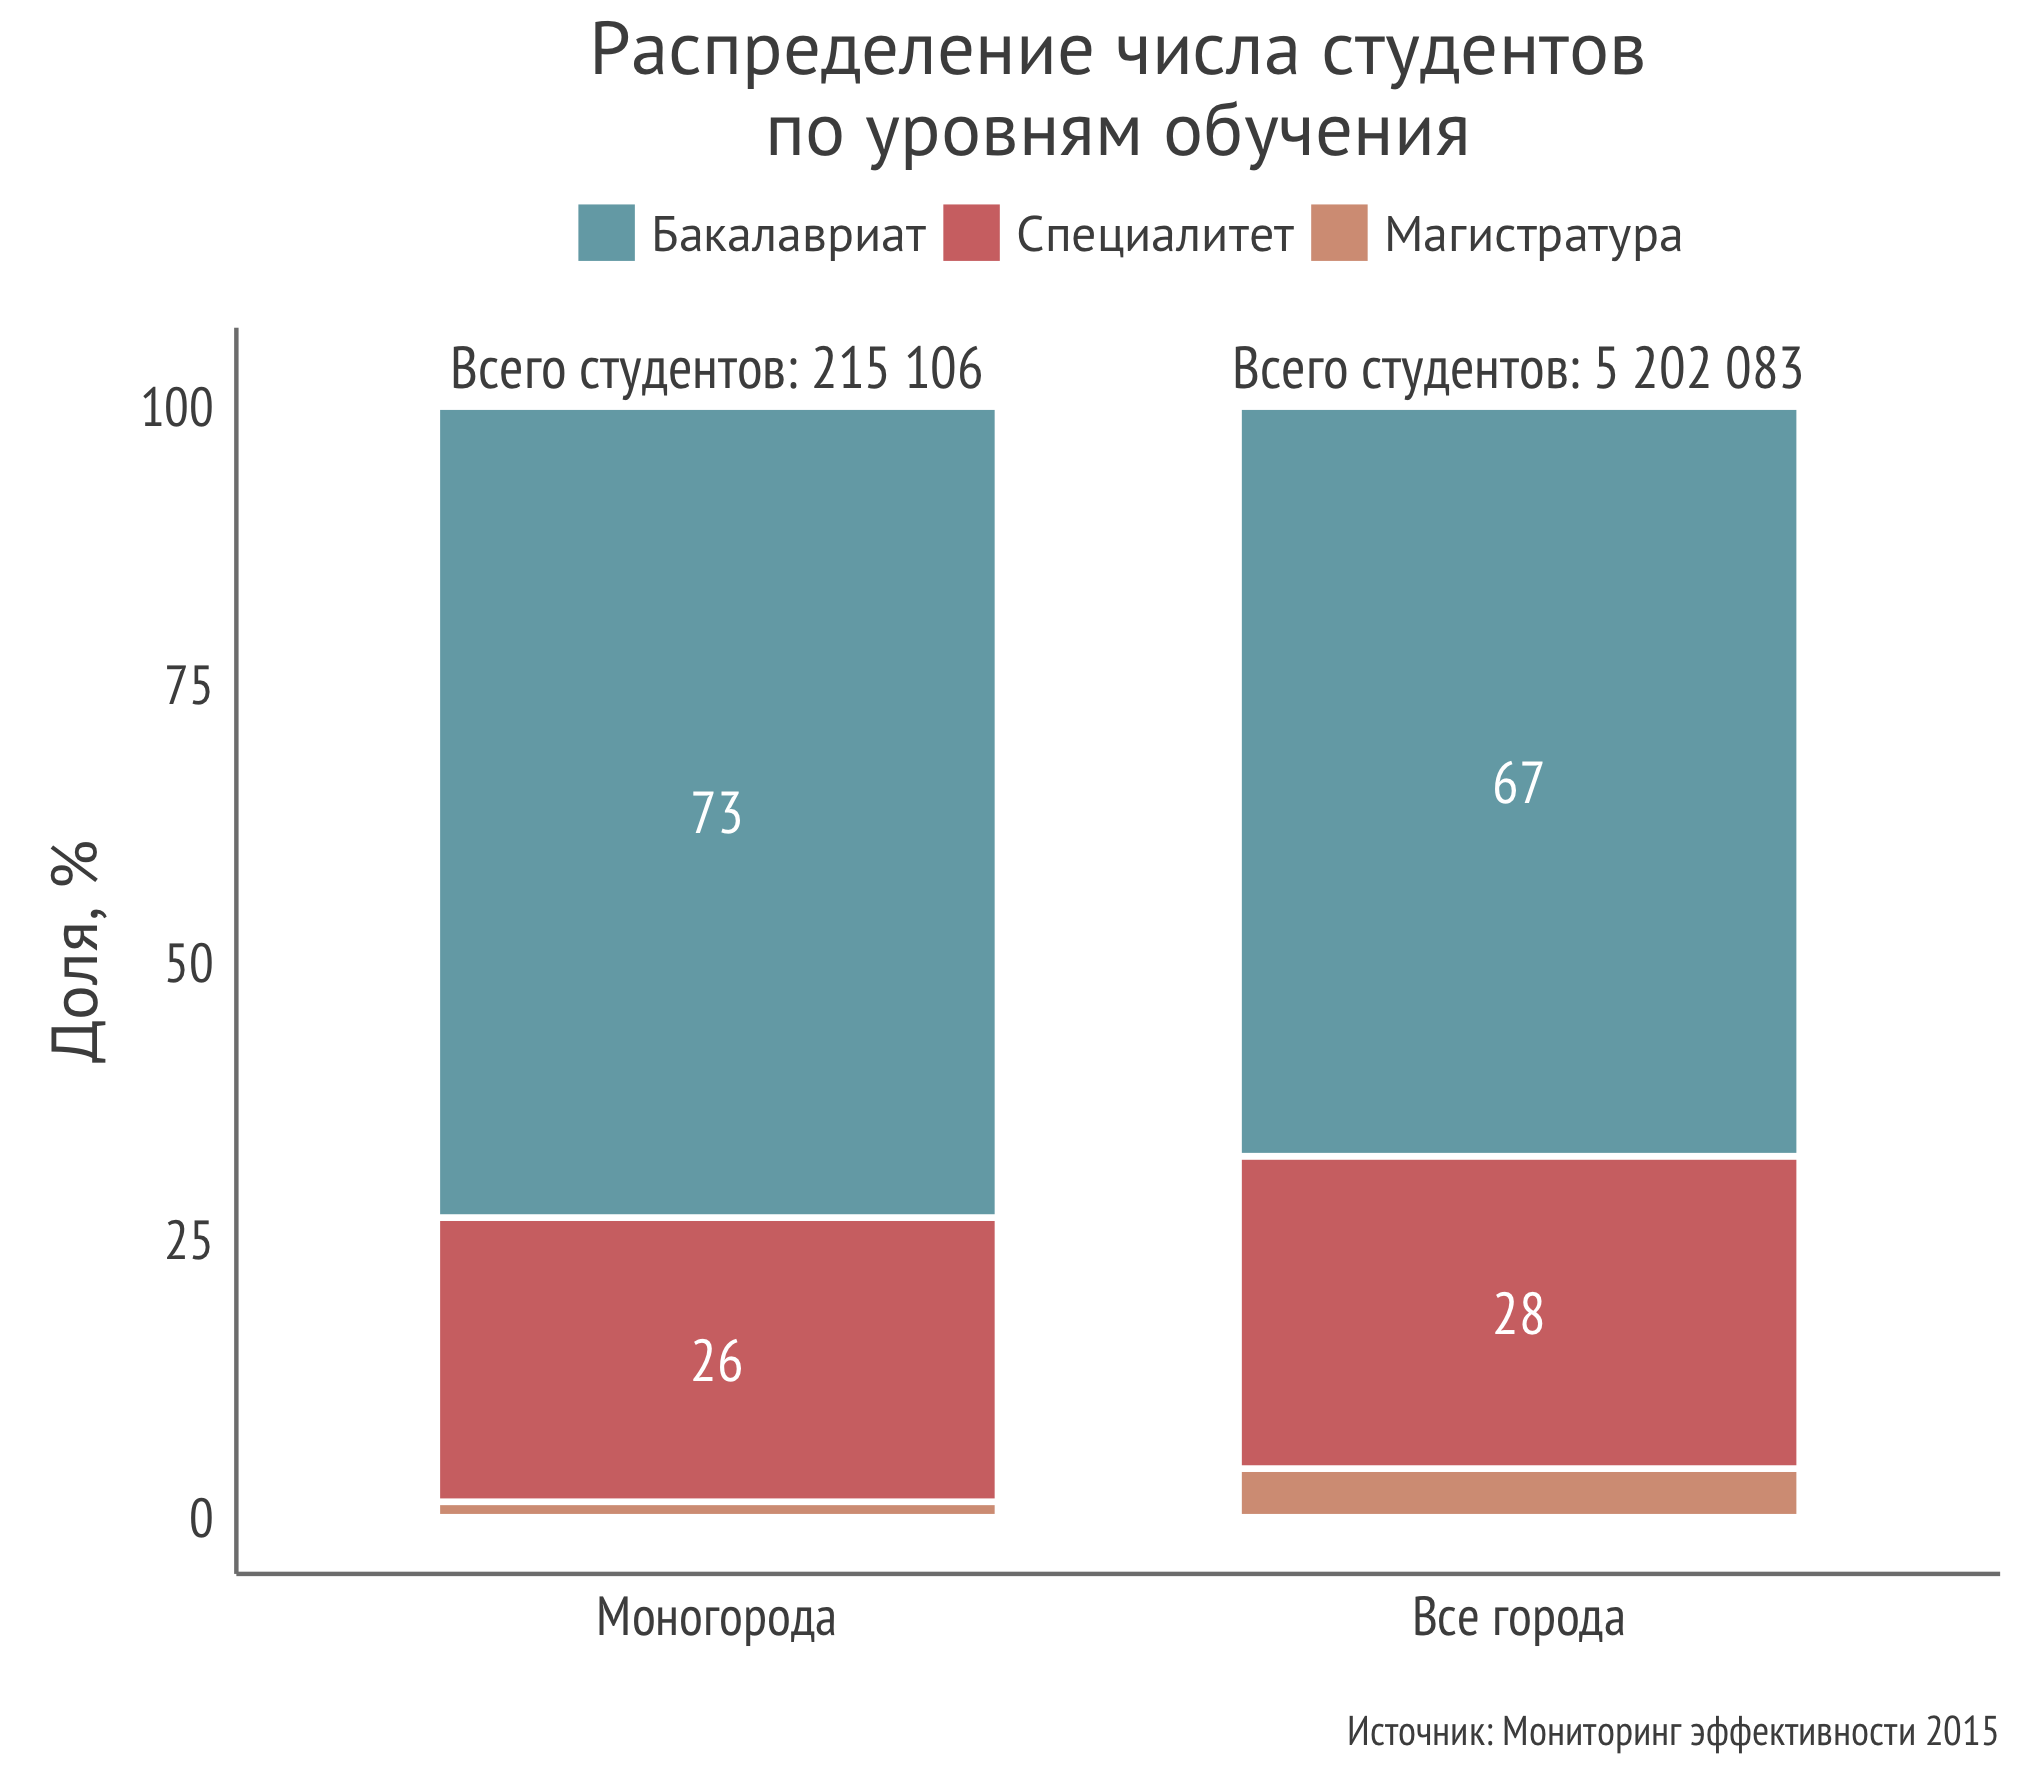 Распределение числа студентов
по уровням обучения
Бакалавриат Специалитет Магистратура
Всего студентов: 215 106 Всего студентов: 5 202 083
100
75
50
25
0
Доля, %
73 67
26 28
Моногорода Все города
Источник: Мониторинг эффективности 2015